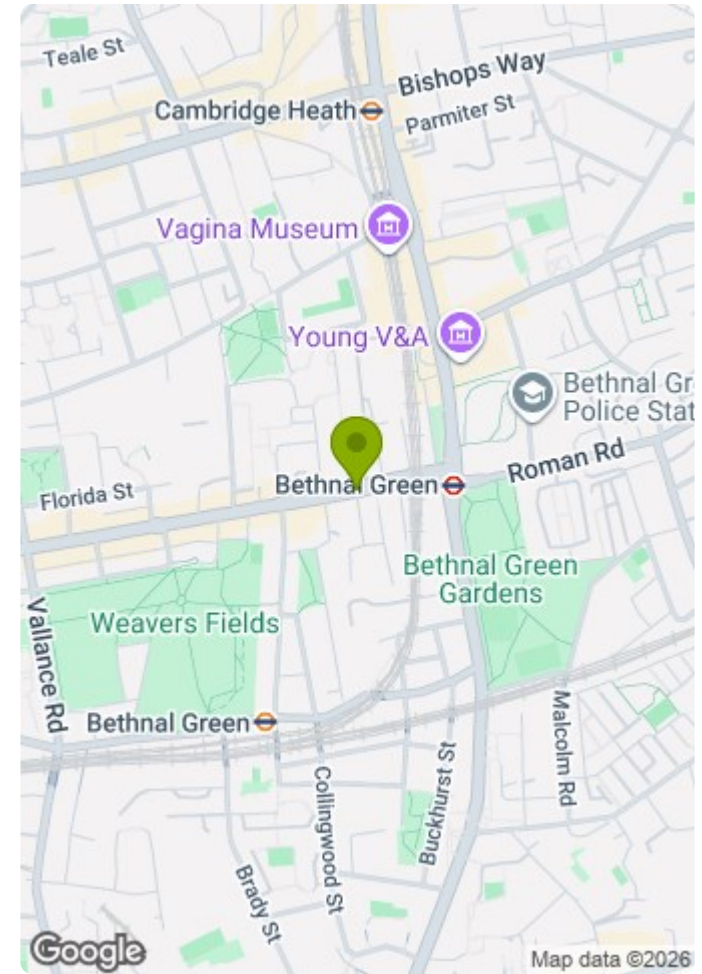 Teale St
Bishops Way
Cambridge Heath
Parmiter St
Vagina Museum
Young V&A
Bethnal Gr
Police Stat
Roman Rd
Florida St
Bethnal Green
Bethnal Green
Gardens
Weavers Fields
Vallance Rd
Bethnal Green
Malcolm Rd
Buckhurst St
Collingwood St
Brady St
Google
Map data ©2026